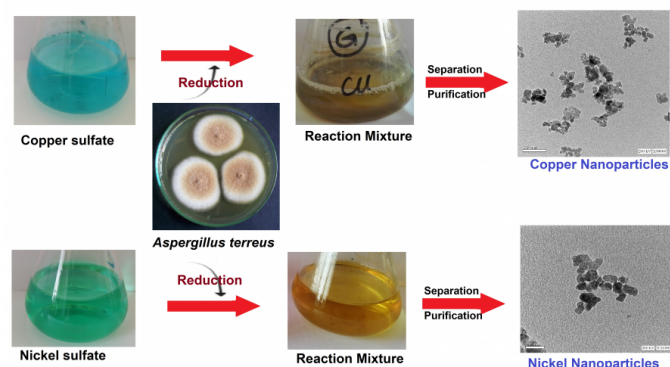 Reduction
Separation
Purification
G
CU
Copper sulfate
Reaction Mixture
Copper Nanoparticles
Aspergillus terreus
Reduction
Separation
Purification
Nickel sulfate
Reaction Mixture
Nickel Nanoparticles